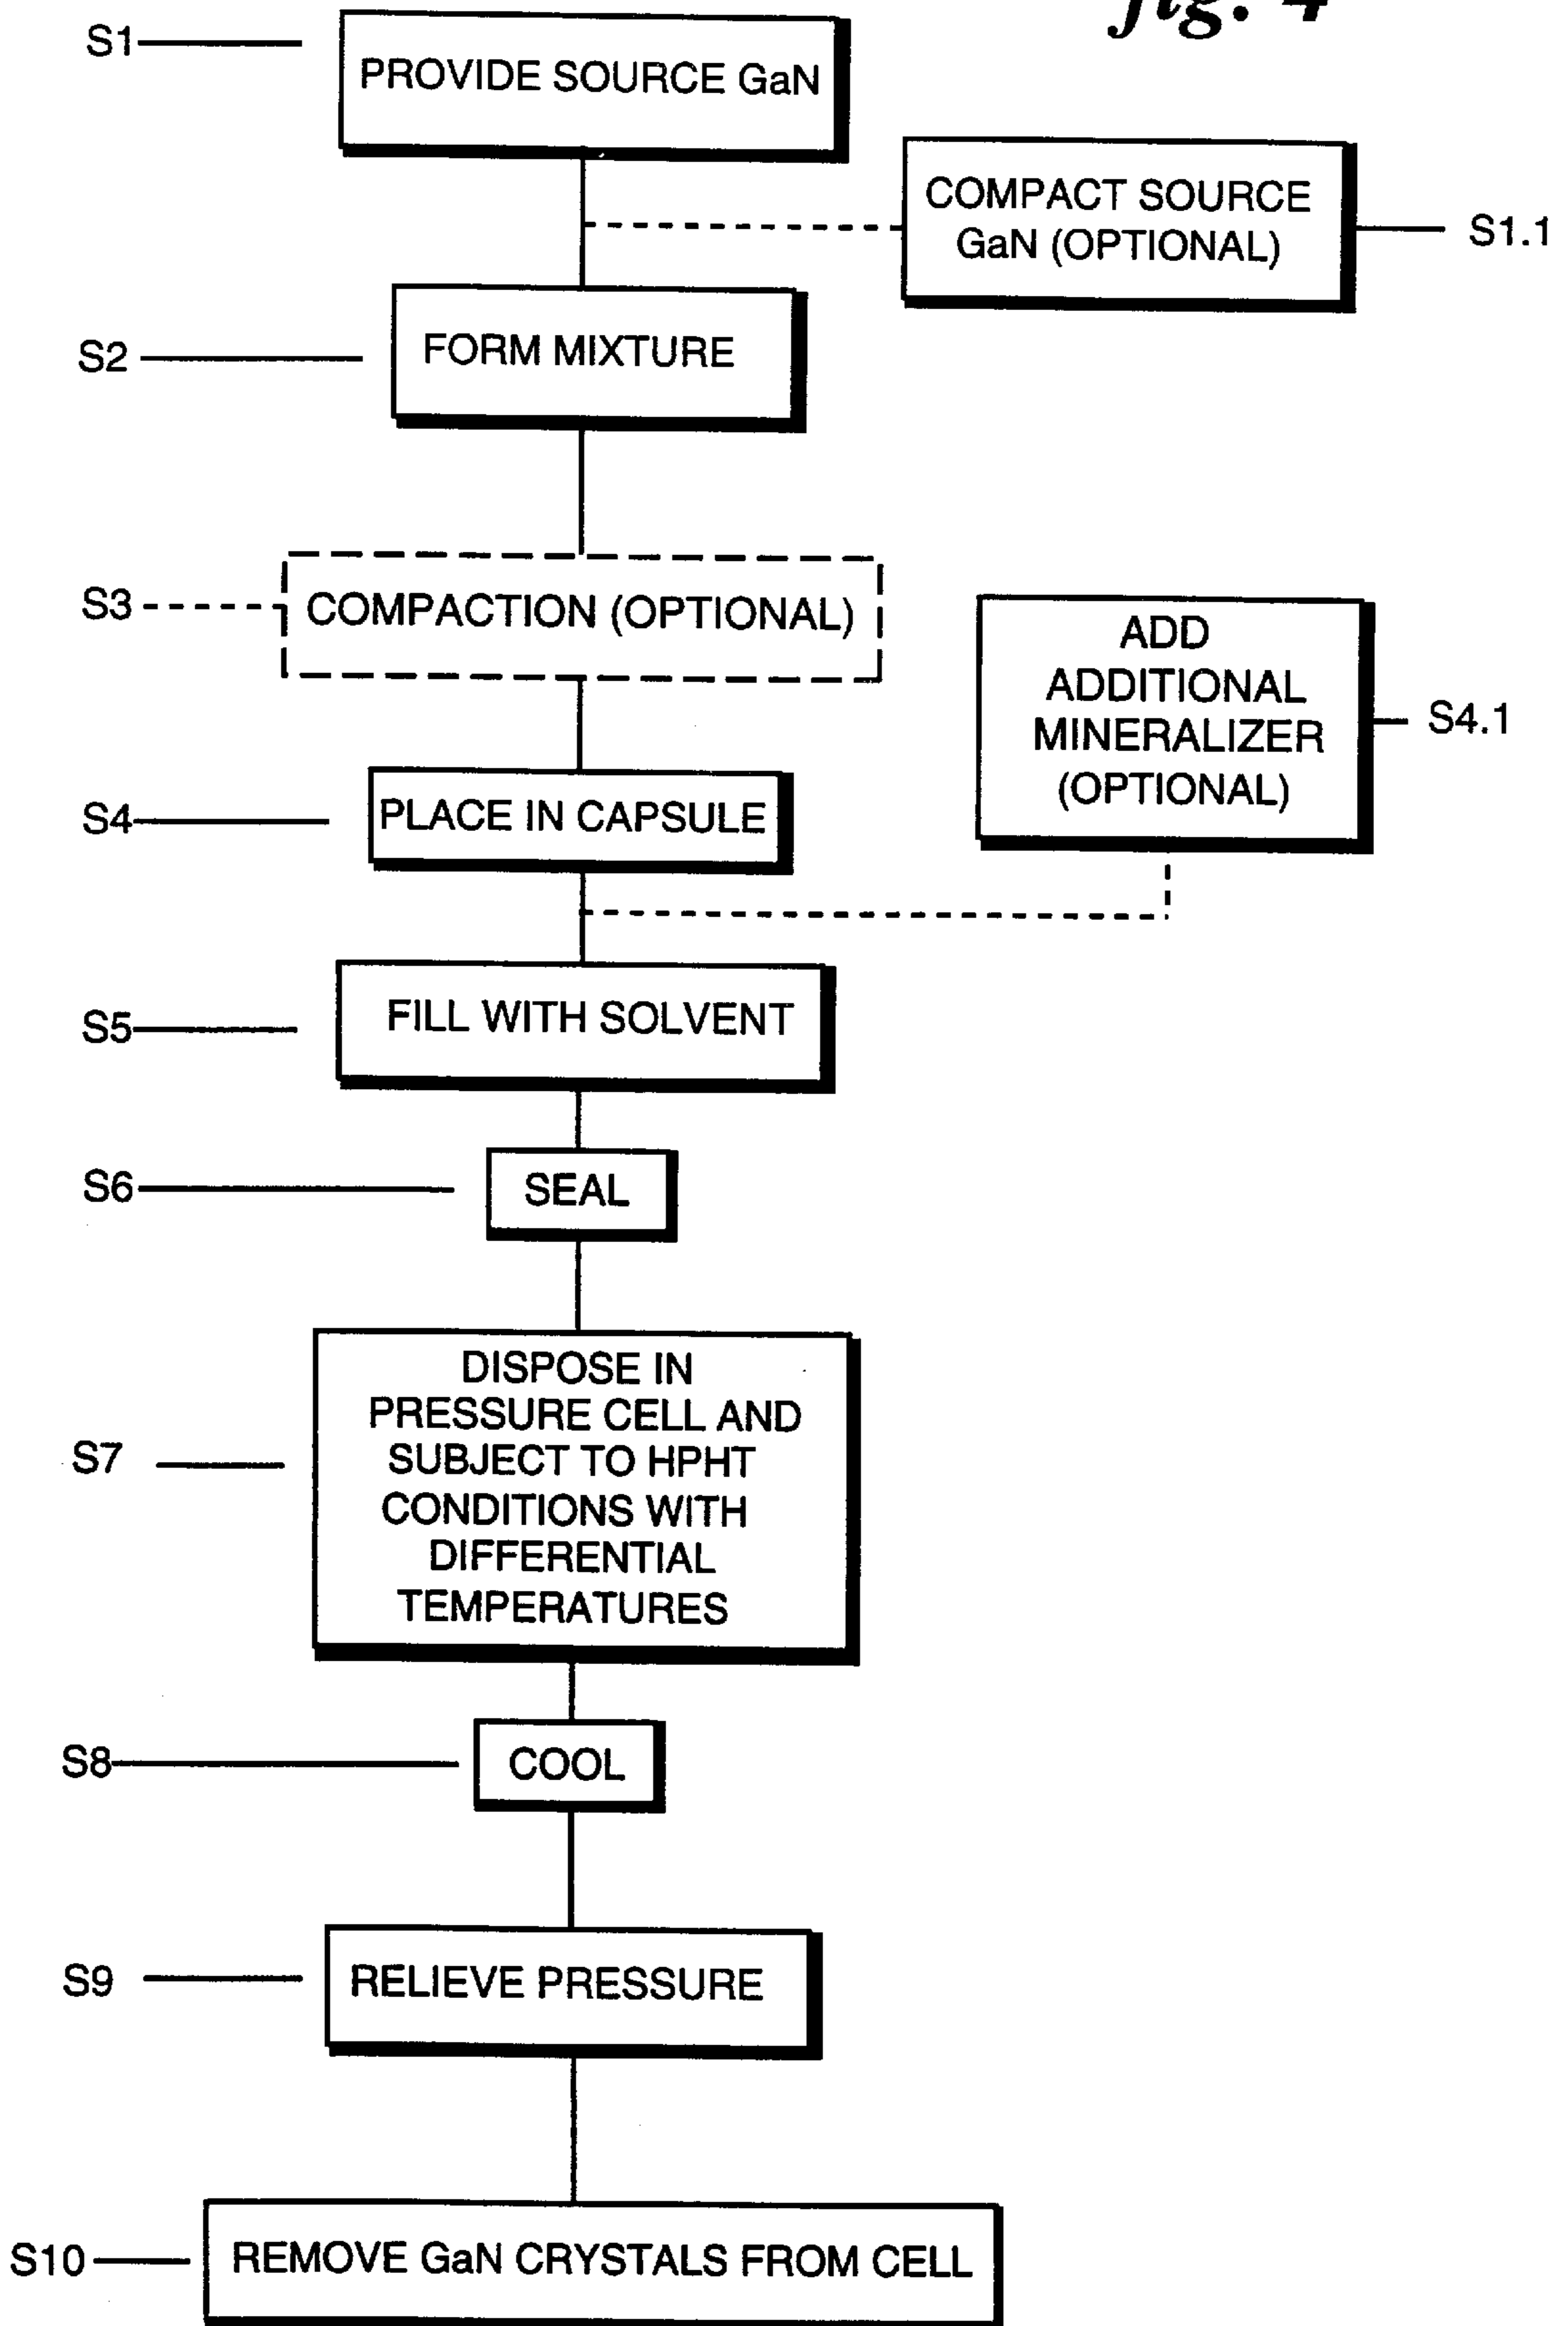 fig. 4
S1
PROVIDE SOURCE GaN
COMPACT SOURCE
GaN (OPTIONAL)
S1.1
S2
FORM MIXTURE
S3
COMPACTION (OPTIONAL)
ADD
ADDITIONAL
MINERALIZER
(OPTIONAL)
S4.1
S4
PLACE IN CAPSULE
S5
FILL WITH SOLVENT
S6
SEAL
S7
DISPOSE IN
PRESSURE CELL AND
SUBJECT TO HPHT
CONDITIONS WITH
DIFFERENTIAL
TEMPERATURES
S8
COOL
S9
RELIEVE PRESSURE
S10
REMOVE GaN CRYSTALS FROM CELL